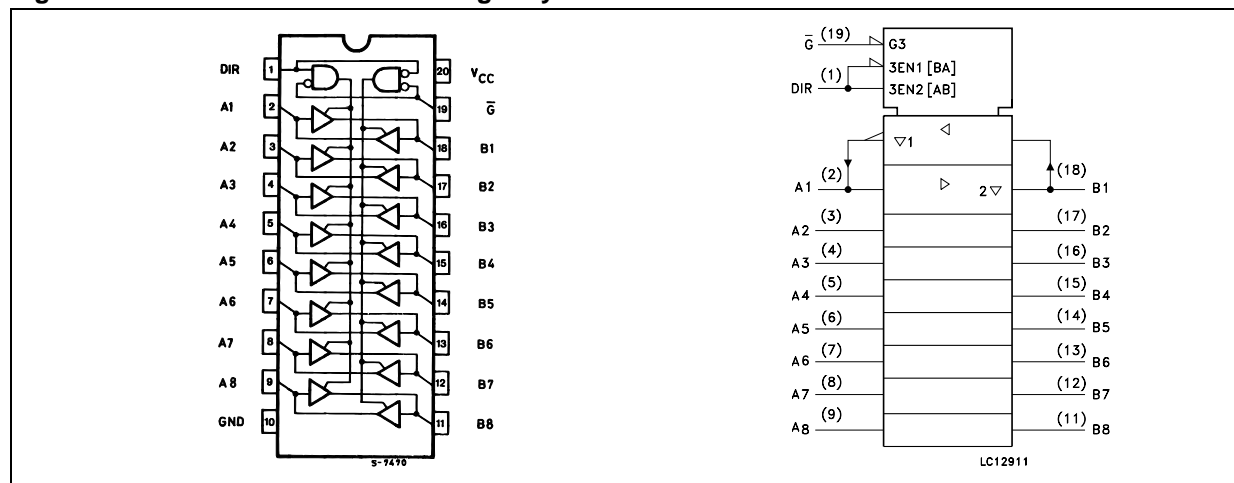 DIR 1 20 VCC
A1 2 19 G̅
A2 3 18 B1
A3 4 17 B2
A4 5 16 B3
A5 6 15 B4
A6 7 14 B5
A7 8 13 B6
A8 9 12 B7
GND 10 11 B8
S-7470
G̅ (19) G3
3EN1 [BA]
DIR (1) 3EN2 [AB]
▽1 ◁
A1 (2) ▷ 2▽ (18) B1
A2 (3) (17) B2
A3 (4) (16) B3
A4 (5) (15) B4
A5 (6) (14) B5
A6 (7) (13) B6
A7 (8) (12) B7
A8 (9) (11) B8
LC12911